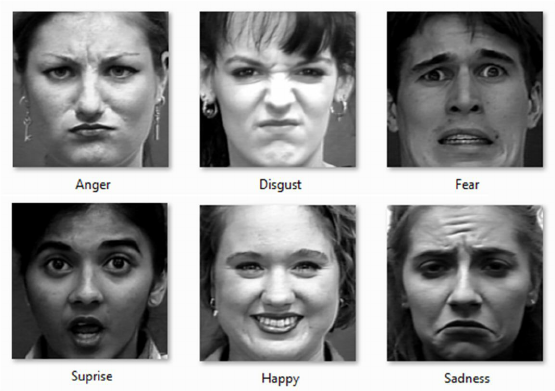 Anger
Disgust
Fear
Suprise
Happy
Sadness